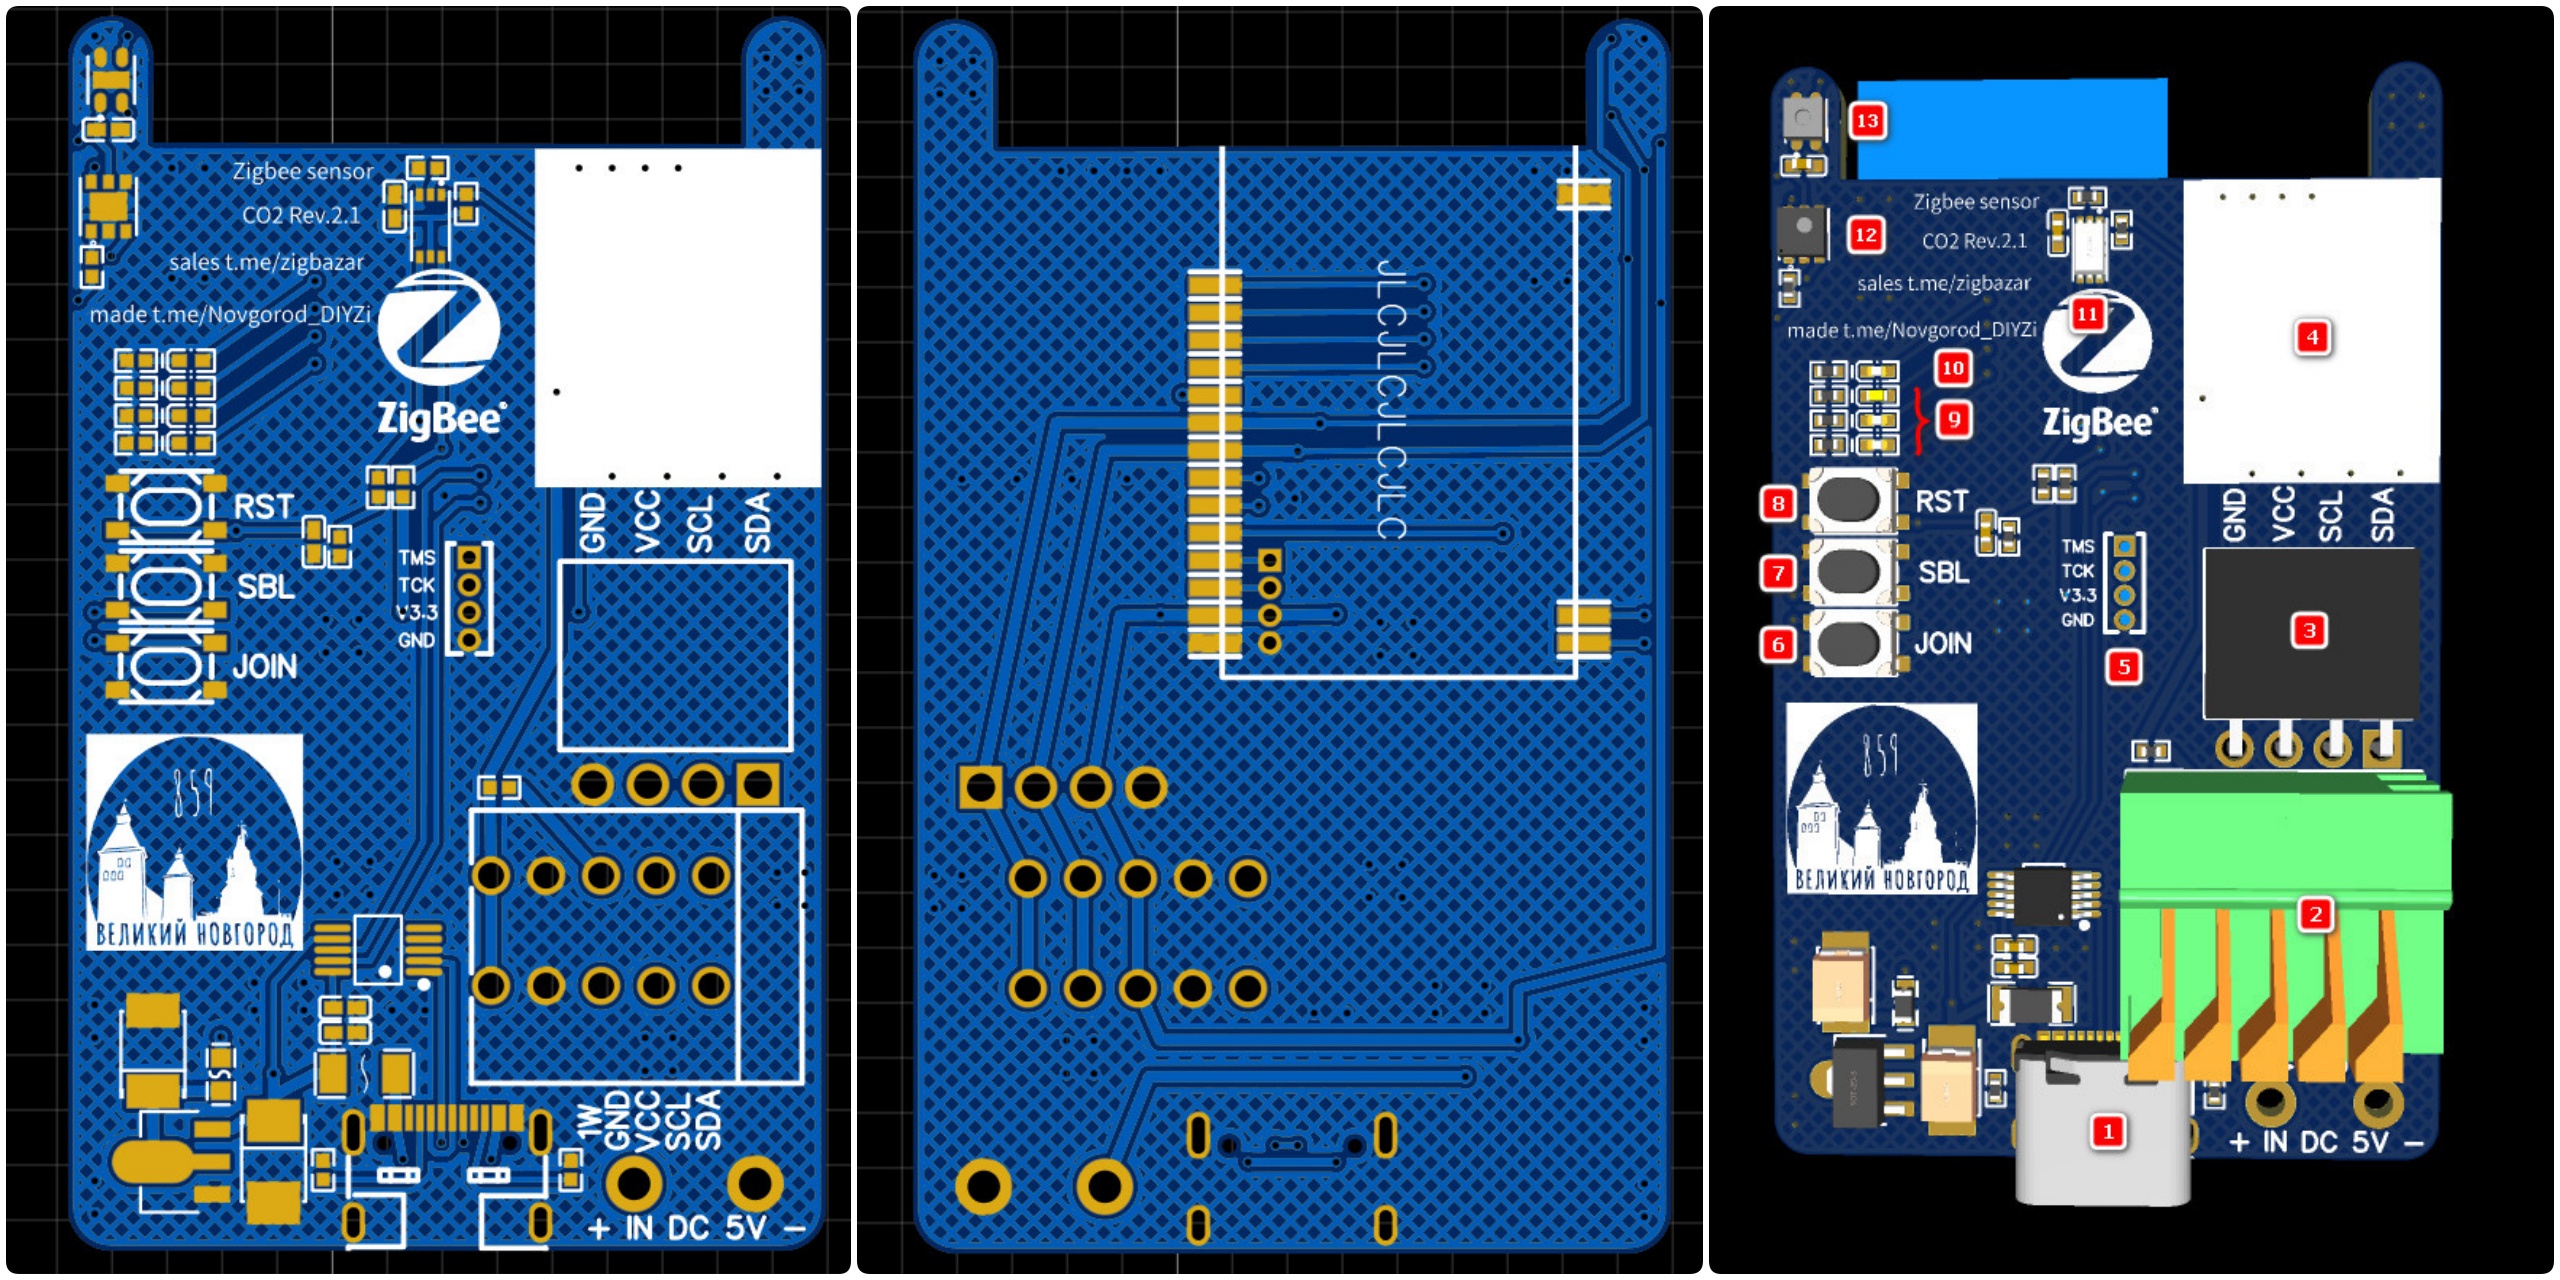 Zigbee sensor
CO2 Rev.2.1
sales t.me/zigbazar
made t.me/Novgorod_DIYZi
ZigBee®
RST
SBL
JOIN
TMS
TCK
V3.3
GND
GND
VCC
SCL
SDA
859
ВЕЛИКИЙ НОВГОРОД
1W
GND
VCC
SCL
SDA
+ IN DC 5V -
JLCJLCJLCJLC
Zigbee sensor
CO2 Rev.2.1
sales t.me/zigbazar
made t.me/Novgorod_DIYZi
ZigBee®
13
12
11
10
9
4
8
RST
7
SBL
6
JOIN
TMS
TCK
V3.3
GND
5
GND
VCC
SCL
SDA
3
859
ВЕЛИКИЙ НОВГОРОД
2
1
+ IN DC 5V -